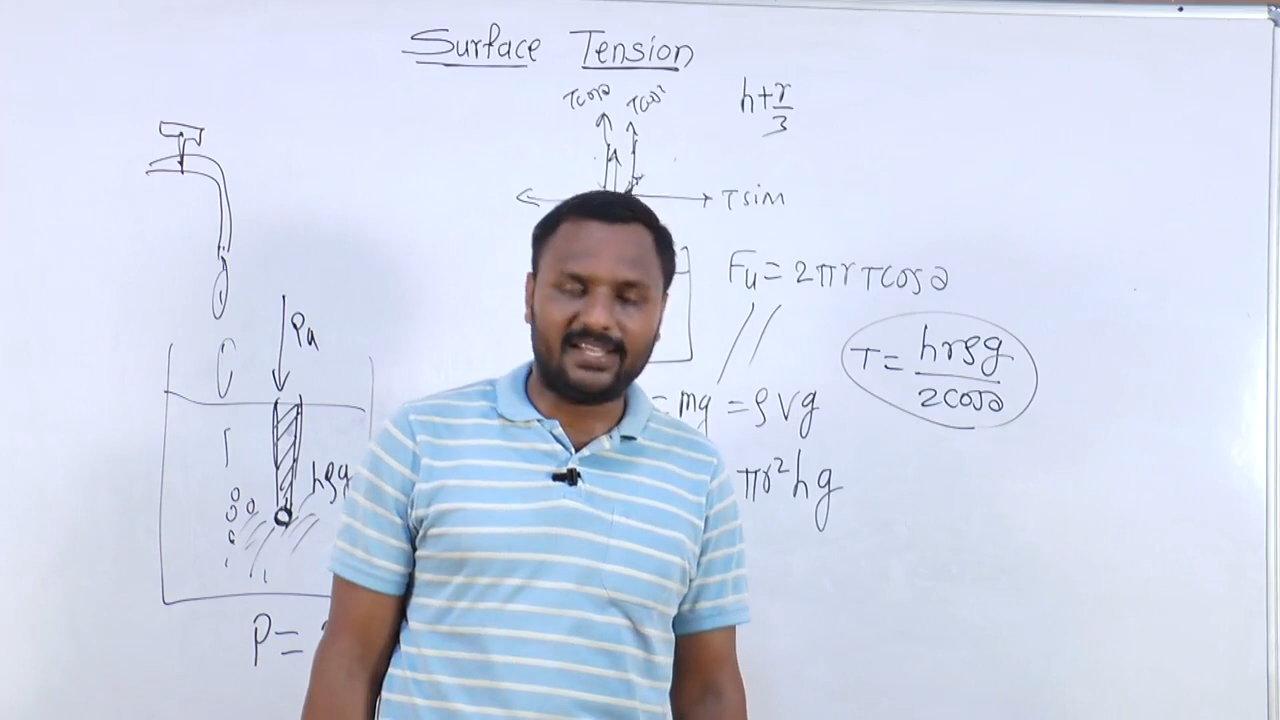 Surface Tension
Tcosθ Tcosθ
h+r/3
Tsinθ
Fu = 2πrTcosθ
Pa
T = hrρg/2cosθ
= mg = ρVg
hρg
πr²hg
P =